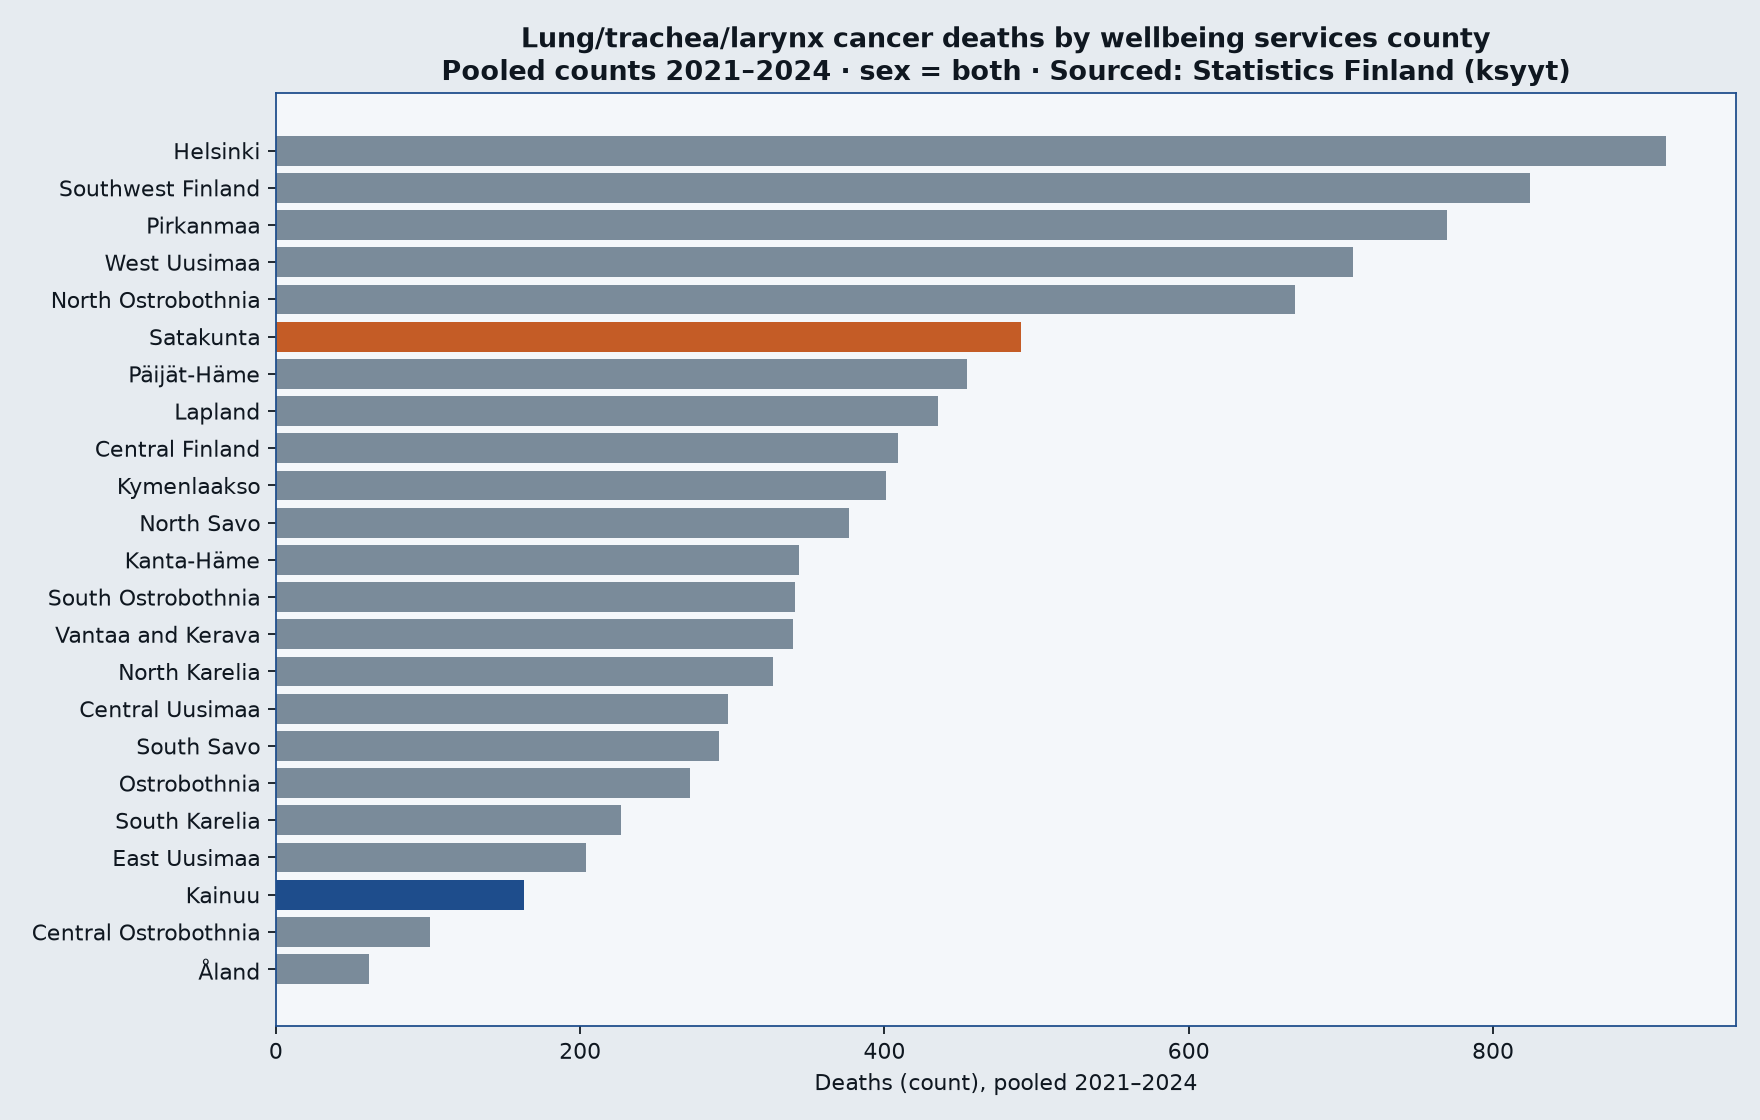 Lung/trachea/larynx cancer deaths by wellbeing services county
Pooled counts 2021–2024 · sex = both · Sourced: Statistics Finland (ksyyt)
Helsinki
Southwest Finland
Pirkanmaa
West Uusimaa
North Ostrobothnia
Satakunta
Päijät-Häme
Lapland
Central Finland
Kymenlaakso
North Savo
Kanta-Häme
South Ostrobothnia
Vantaa and Kerava
North Karelia
Central Uusimaa
South Savo
Ostrobothnia
South Karelia
East Uusimaa
Kainuu
Central Ostrobothnia
Åland
0 200 400 600 800
Deaths (count), pooled 2021–2024